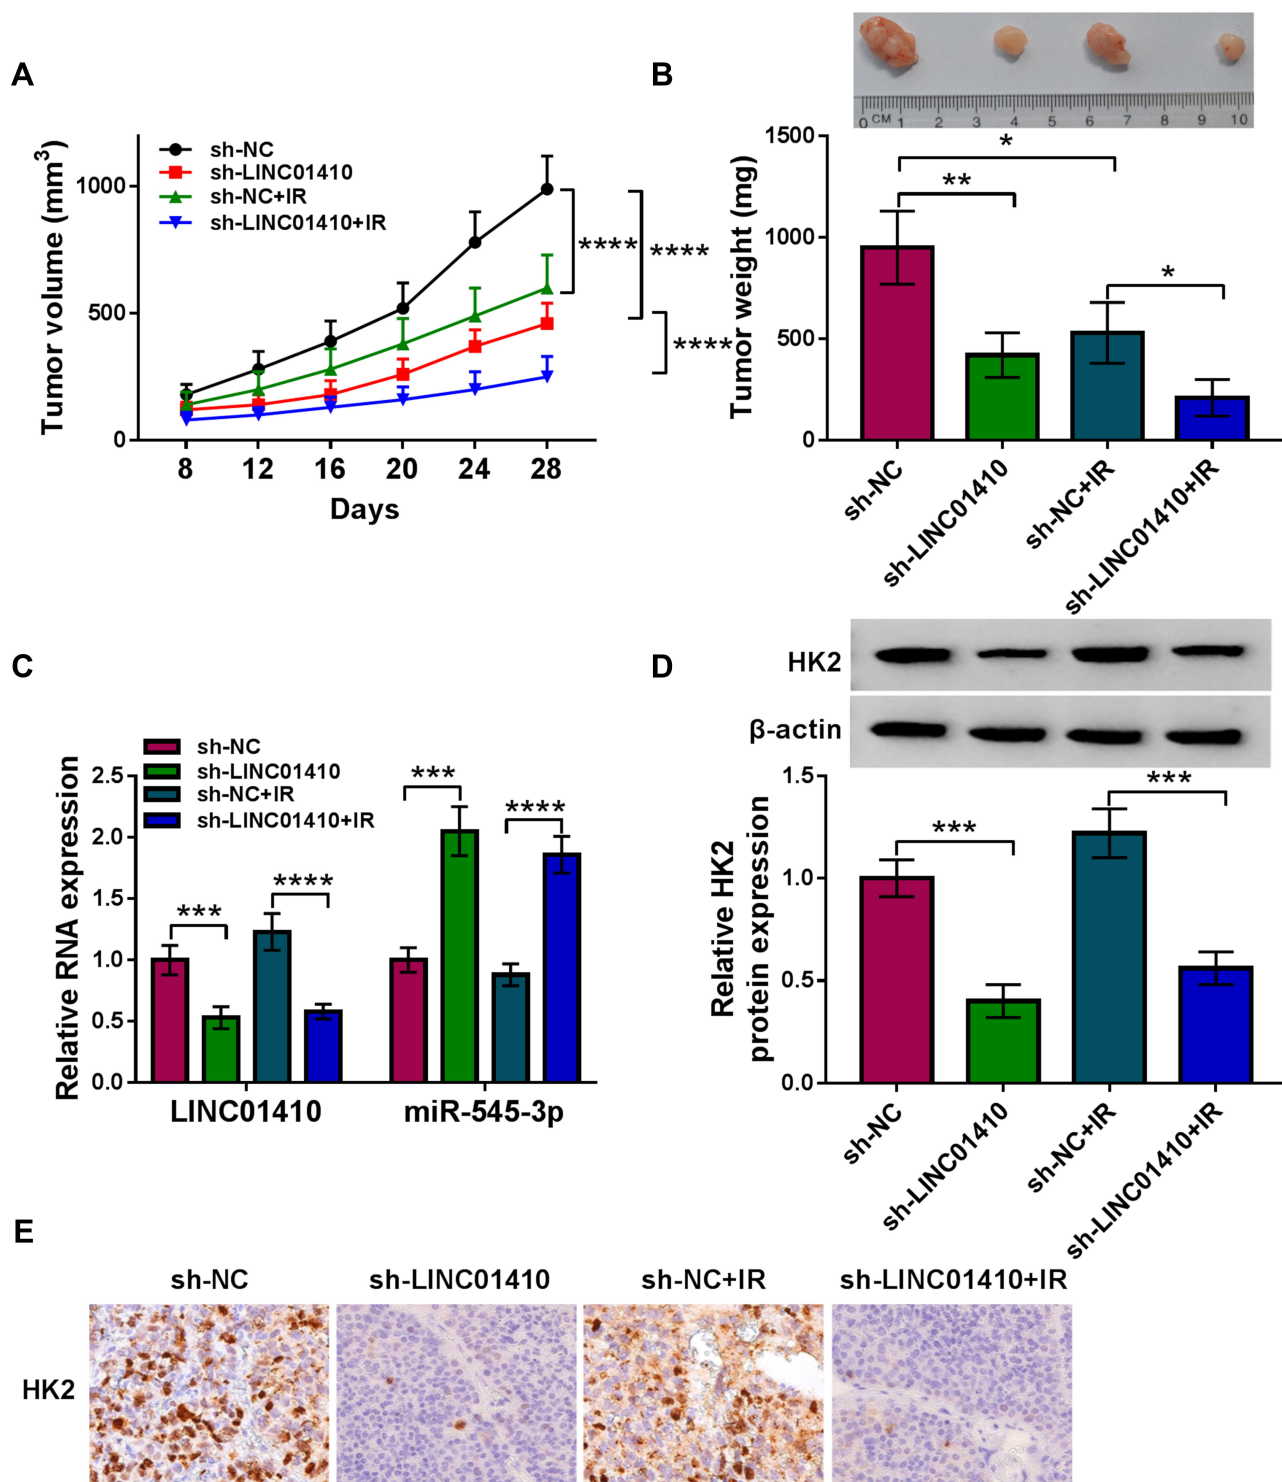 A
sh-NC
sh-LINC01410
sh-NC+IR
sh-LINC01410+IR
Tumor volume (mm3)
1000
500
0
8 12 16 20 24 28
Days
****
****
****
B
0 CM 1 2 3 4 5 6 7 8 9 10
Tumor weight (mg)
1500
1000
500
0
*
**
*
sh-NC
sh-LINC01410
sh-NC+IR
sh-LINC01410+IR
C
sh-NC
sh-LINC01410
sh-NC+IR
sh-LINC01410+IR
Relative RNA expression
2.5
2.0
1.5
1.0
0.5
0.0
***
****
***
****
LINC01410 miR-545-3p
D
HK2
β-actin
Relative HK2
protein expression
1.5
1.0
0.5
0.0
***
***
sh-NC
sh-LINC01410
sh-NC+IR
sh-LINC01410+IR
E
sh-NC sh-LINC01410 sh-NC+IR sh-LINC01410+IR
HK2